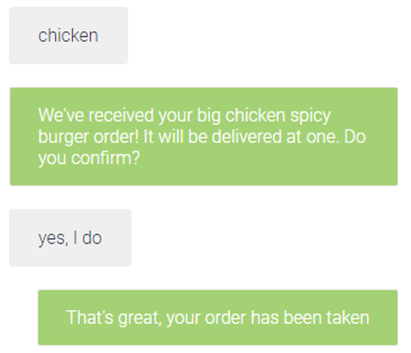 chicken
We've received your big chicken spicy
burger order! It will be delivered at one. Do
you confirm?
yes, I do
That's great, your order has been taken